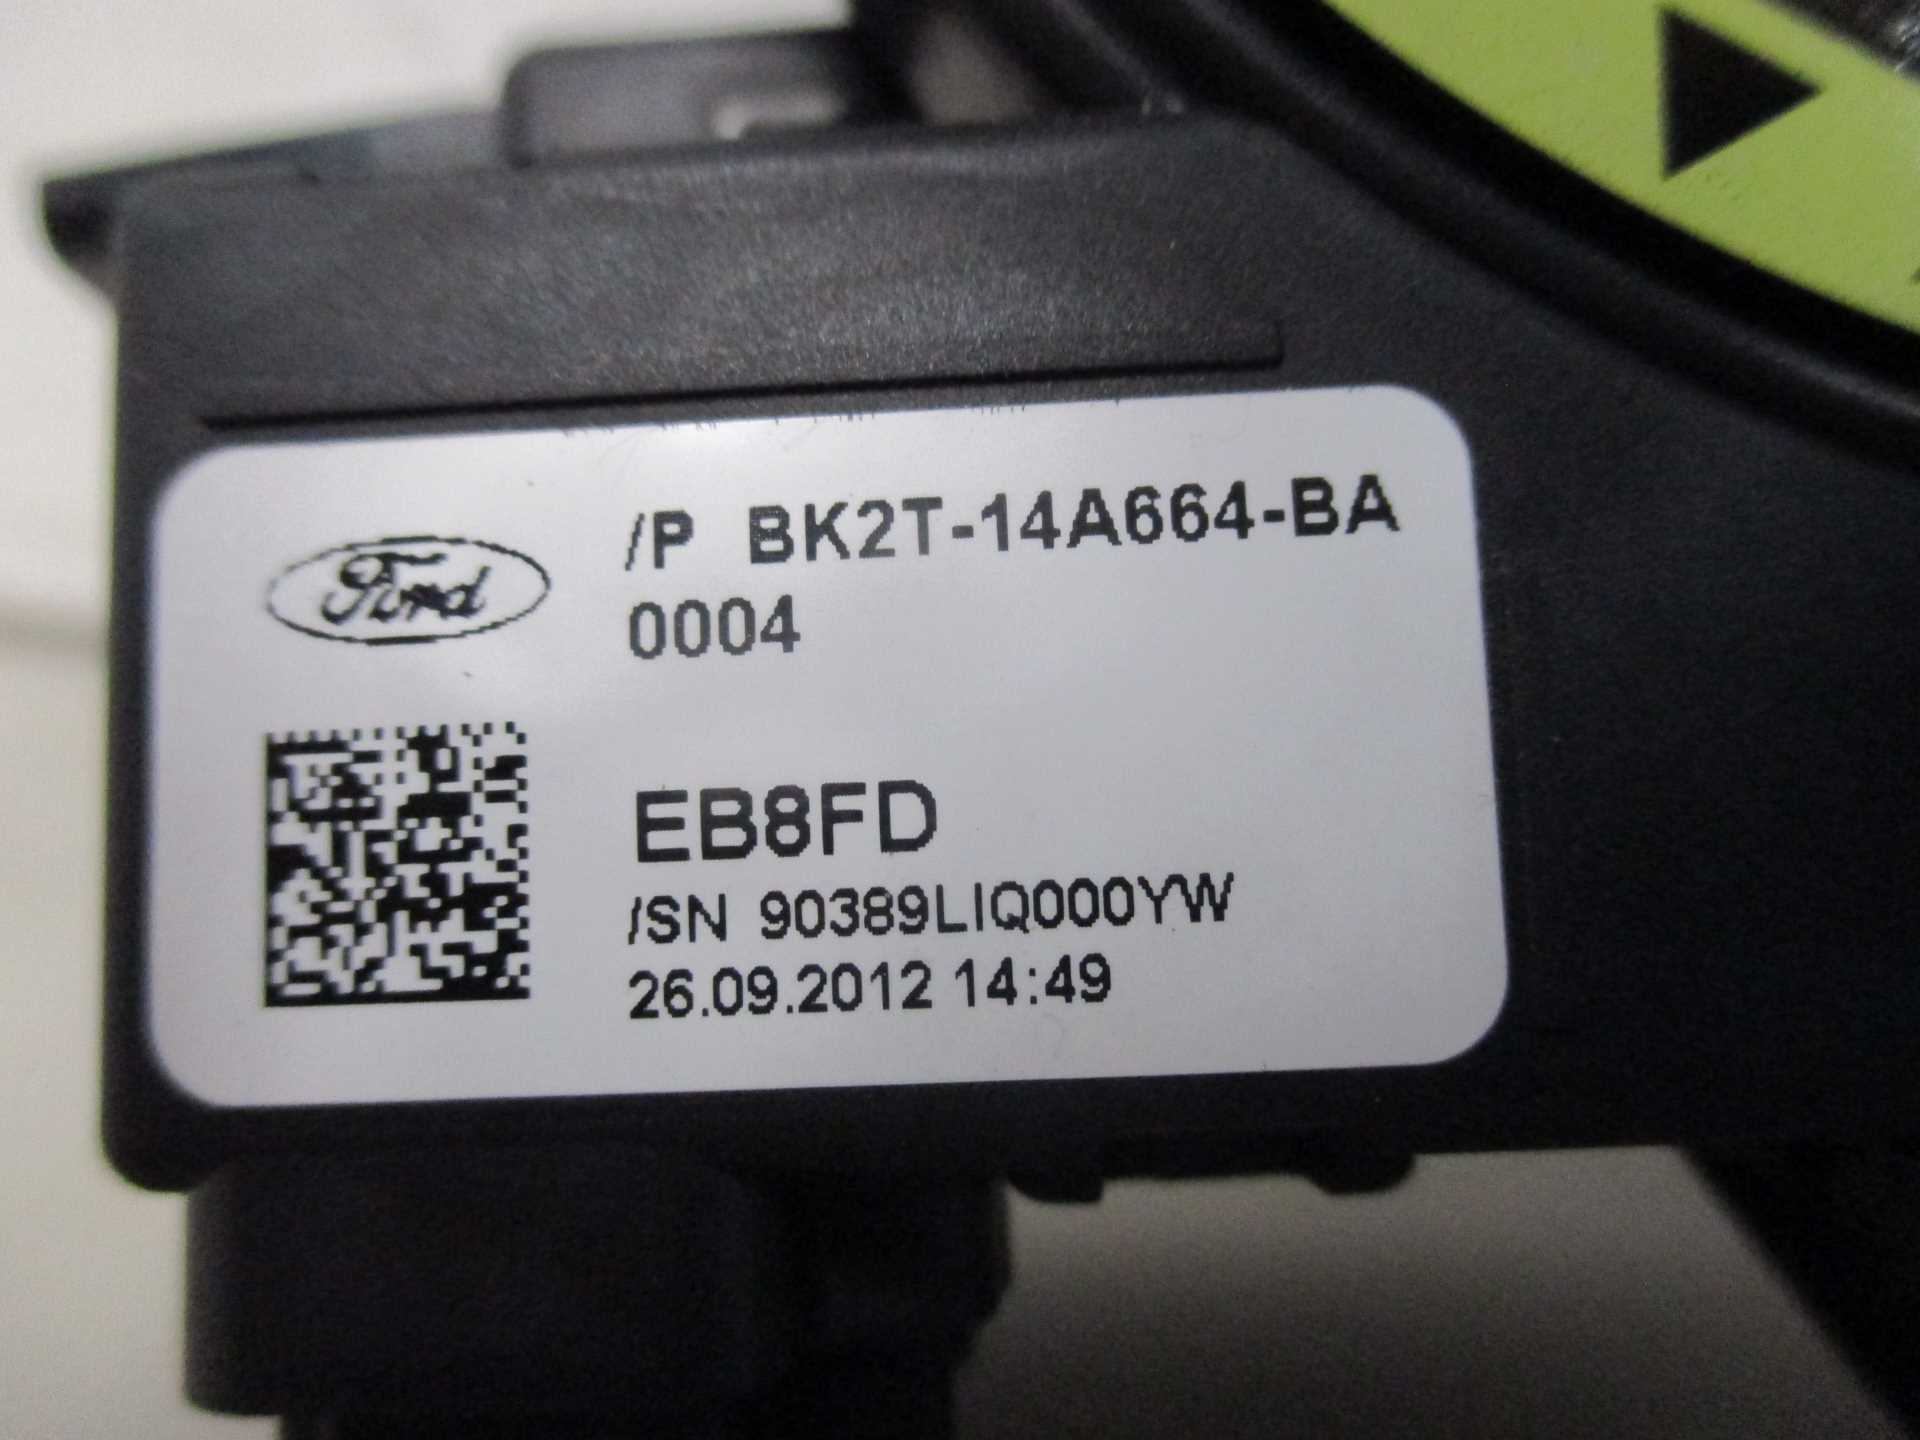 Ford
/P BK2T-14A664-BA
0004
EB8FD
/SN 90389LIQ000YW
26.09.2012 14:49